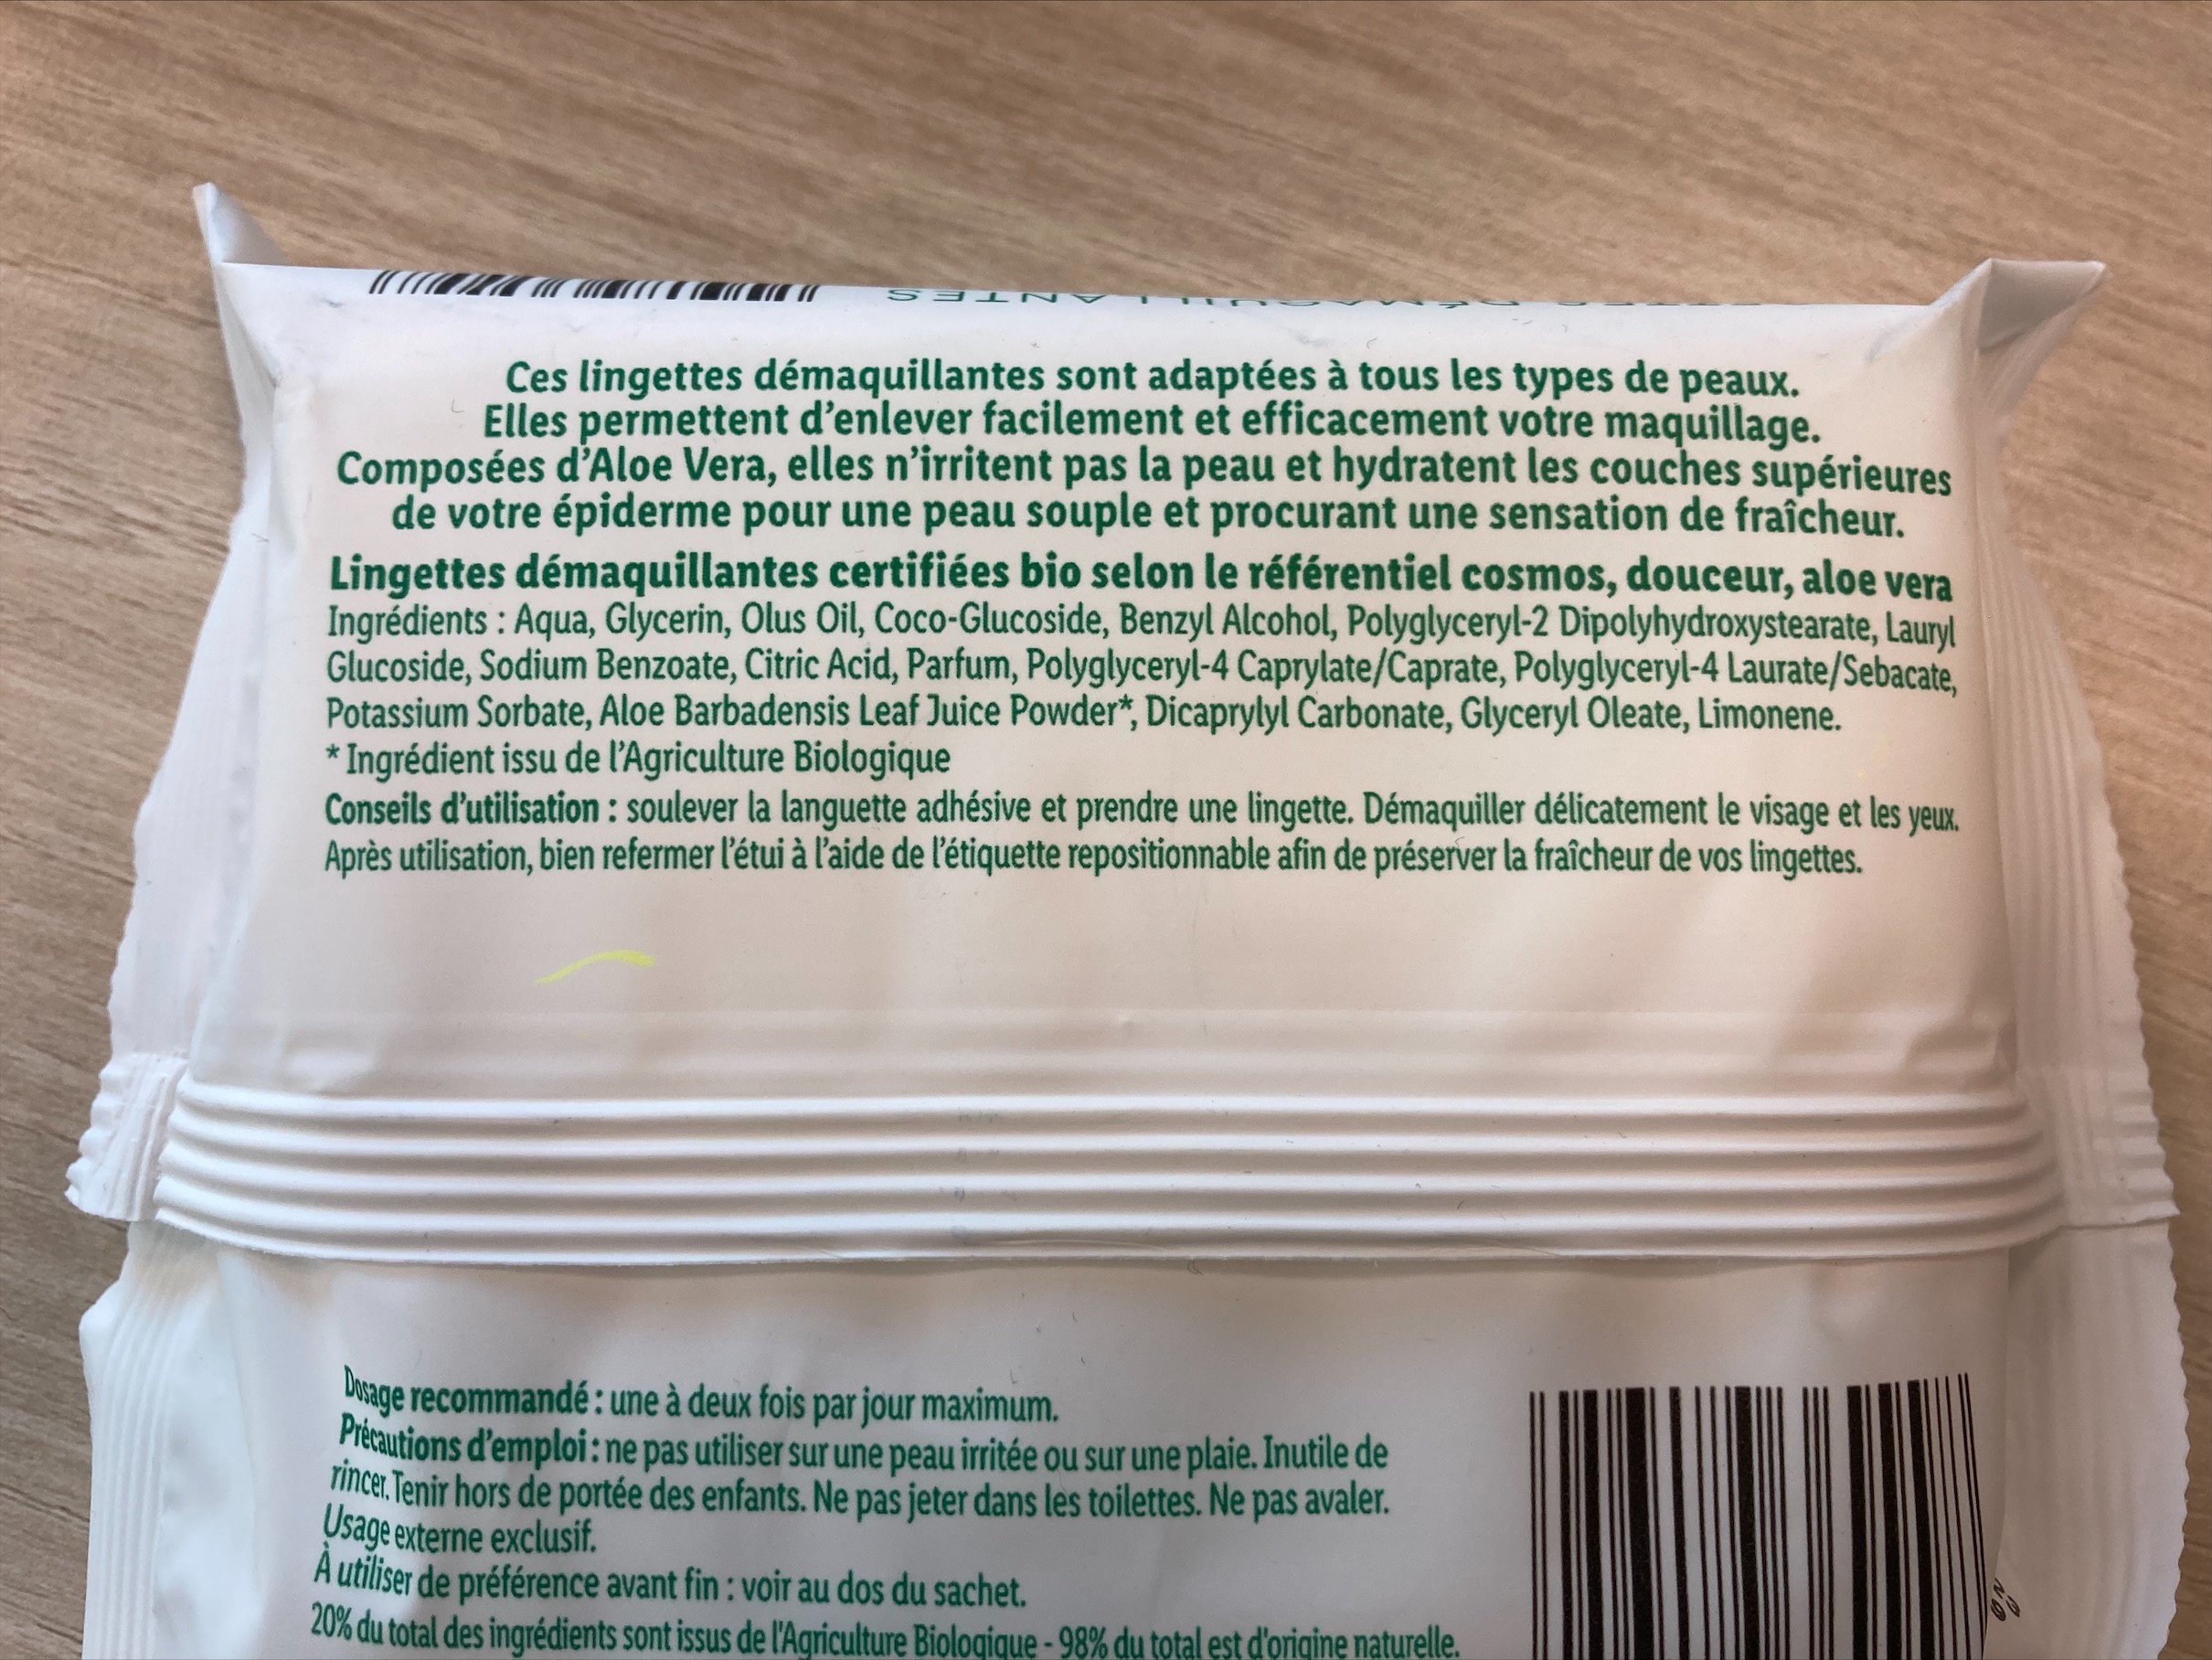 Ces lingettes démaquillantes sont adaptées à tous les types de peaux.
Elles permettent d'enlever facilement et efficacement votre maquillage.
Composées d'Aloe Vera, elles n'irritent pas la peau et hydratent les couches supérieures
de votre épiderme pour une peau souple et procurant une sensation de fraîcheur.
Lingettes démaquillantes certifiées bio selon le référentiel cosmos, douceur, aloe vera
Ingrédients : Aqua, Glycerin, Olus Oil, Coco-Glucoside, Benzyl Alcohol, Polyglyceryl-2 Dipolyhydroxystearate, Lauryl
Glucoside, Sodium Benzoate, Citric Acid, Parfum, Polyglyceryl-4 Caprylate/Caprate, Polyglyceryl-4 Laurate/Sebacate,
Potassium Sorbate, Aloe Barbadensis Leaf Juice Powder*, Dicaprylyl Carbonate, Glyceryl Oleate, Limonene.
* Ingrédient issu de l'Agriculture Biologique
Conseils d'utilisation : soulever la languette adhésive et prendre une lingette. Démaquiller délicatement le visage et les yeux.
Après utilisation, bien refermer l'étui à l'aide de l'étiquette repositionnable afin de préserver la fraîcheur de vos lingettes.
Dosage recommandé : une à deux fois par jour maximum.
Précautions d'emploi : ne pas utiliser sur une peau irritée ou sur une plaie. Inutile de
rincer. Tenir hors de portée des enfants. Ne pas jeter dans les toilettes. Ne pas avaler.
Usage externe exclusif.
À utiliser de préférence avant fin : voir au dos du sachet.
20% du total des ingrédients sont issus de l'Agriculture Biologique - 98% du total est d'origine naturelle.